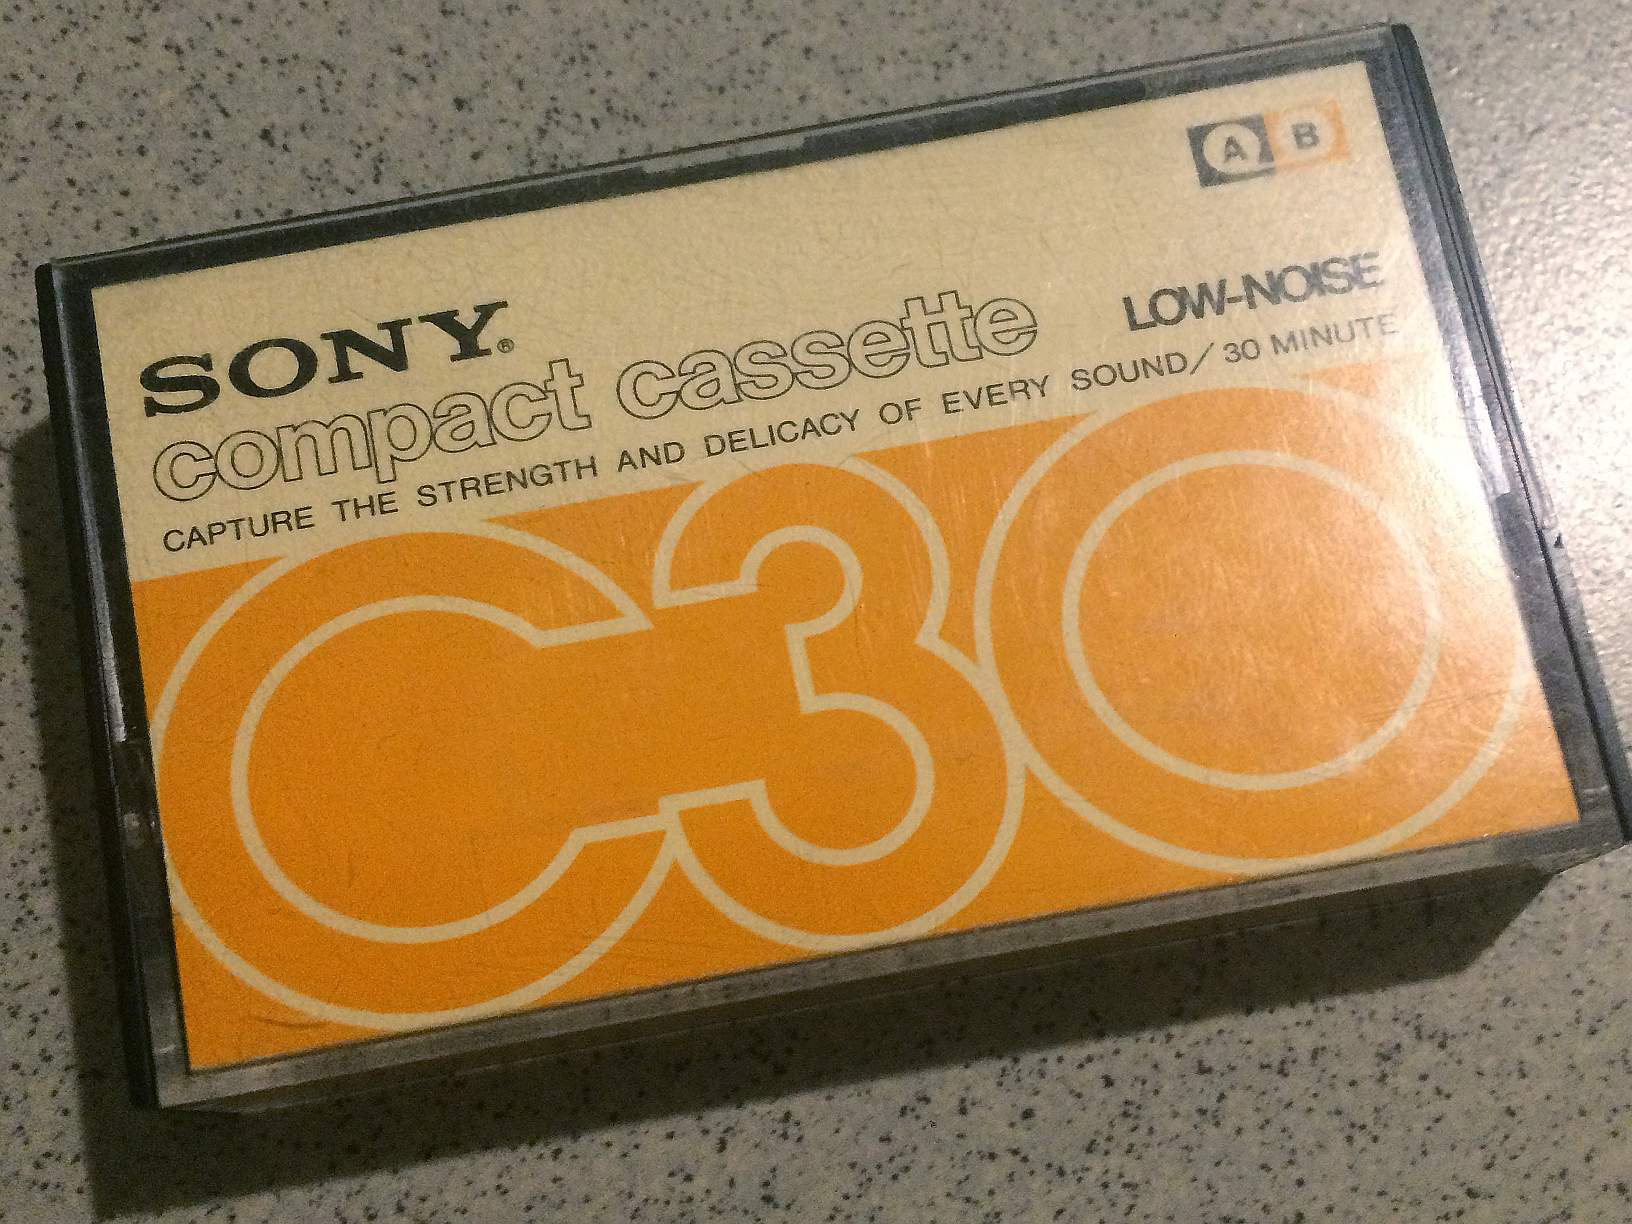 A B
SONY®
compact cassette LOW-NOISE
CAPTURE THE STRENGTH AND DELICACY OF EVERY SOUND/30 MINUTE
C30